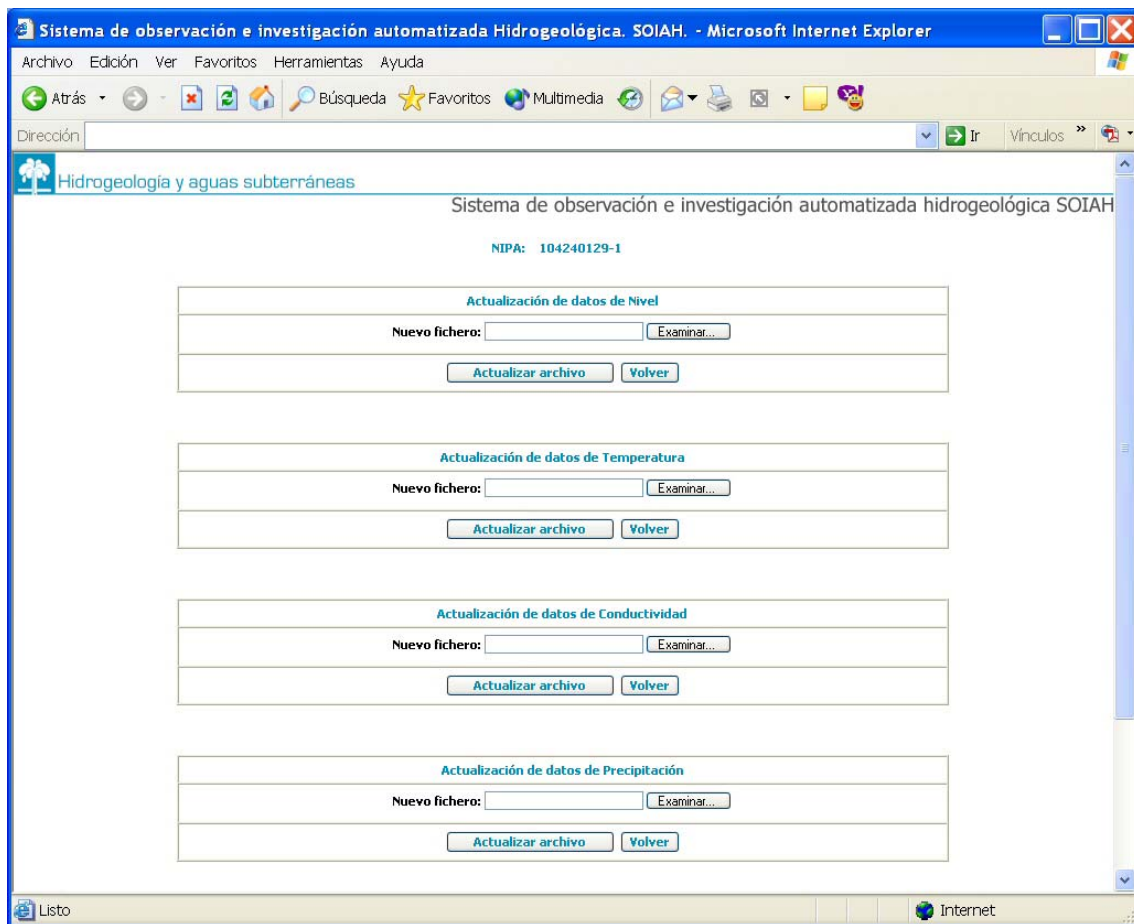 Sistema de observación e investigación automatizada Hidrogeológica. SOIAH. - Microsoft Internet Explorer
Archivo Edición Ver Favoritos Herramientas Ayuda
Atrás Búsqueda Favoritos Multimedia
Dirección Ir Vínculos »
Hidrogeología y aguas subterráneas
Sistema de observación e investigación automatizada hidrogeológica SOIAH
NIPA: 104240129-1
Actualización de datos de Nivel
Nuevo fichero: Examinar...
Actualizar archivo Volver
Actualización de datos de Temperatura
Nuevo fichero: Examinar...
Actualizar archivo Volver
Actualización de datos de Conductividad
Nuevo fichero: Examinar...
Actualizar archivo Volver
Actualización de datos de Precipitación
Nuevo fichero: Examinar...
Actualizar archivo Volver
Listo Internet